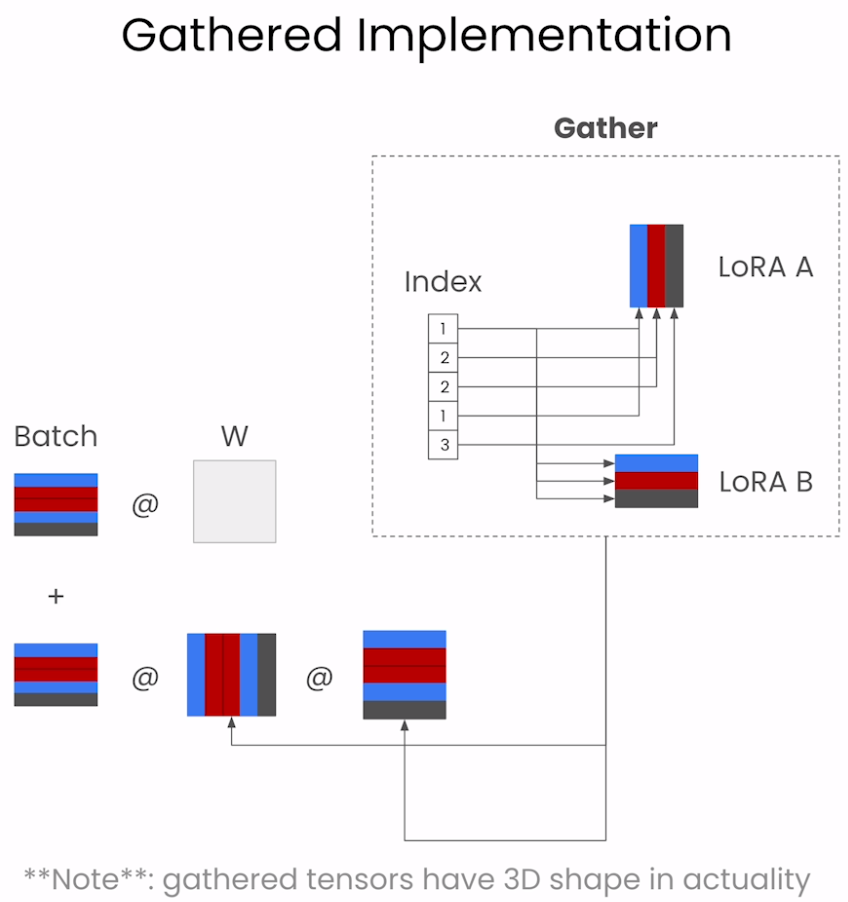 Gathered Implementation
Gather
LoRA A
Index
1
2
2
1
3
LoRA B
Batch
W
@
+
@
@
**Note**: gathered tensors have 3D shape in actuality